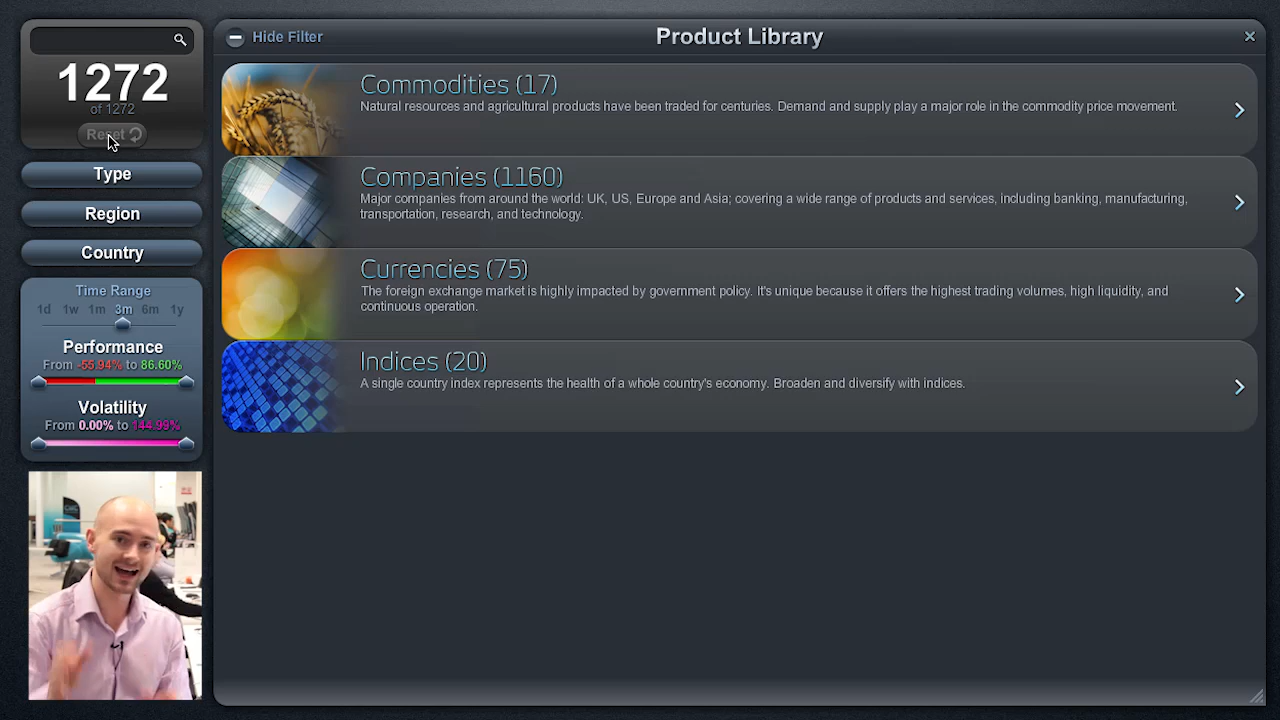 1272
of 1272
Reset
Type
Region
Country
Time Range
1d 1w 1m 3m 6m 1y
Performance
From -55.94% to 86.60%
Volatility
From 0.00% to 144.99%
Hide Filter
Product Library
Commodities (17)
Natural resources and agricultural products have been traded for centuries. Demand and supply play a major role in the commodity price movement.
Companies (1160)
Major companies from around the world: UK, US, Europe and Asia; covering a wide range of products and services, including banking, manufacturing,
transportation, research, and technology.
Currencies (75)
The foreign exchange market is highly impacted by government policy. It's unique because it offers the highest trading volumes, high liquidity, and
continuous operation.
Indices (20)
A single country index represents the health of a whole country's economy. Broaden and diversify with indices.